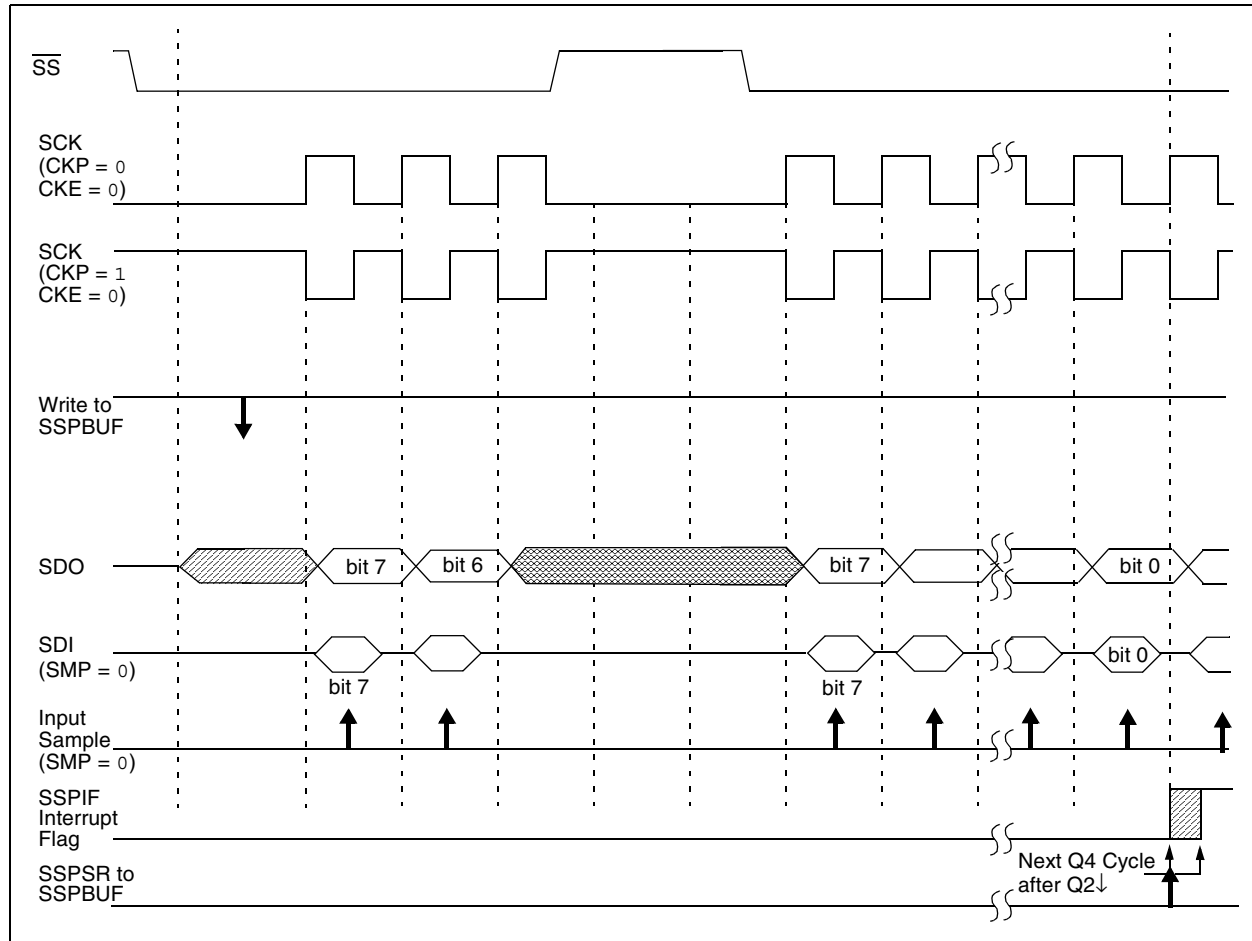 SS
SCK
(CKP = 0
CKE = 0)
SCK
(CKP = 1
CKE = 0)
Write to
SSPBUF
SDO
bit 7
bit 6
bit 7
bit 0
SDI
(SMP = 0)
bit 7
bit 7
bit 0
Input
Sample
(SMP = 0)
SSPIF
Interrupt
Flag
SSPSR to
SSPBUF
Next Q4 Cycle
after Q2↓